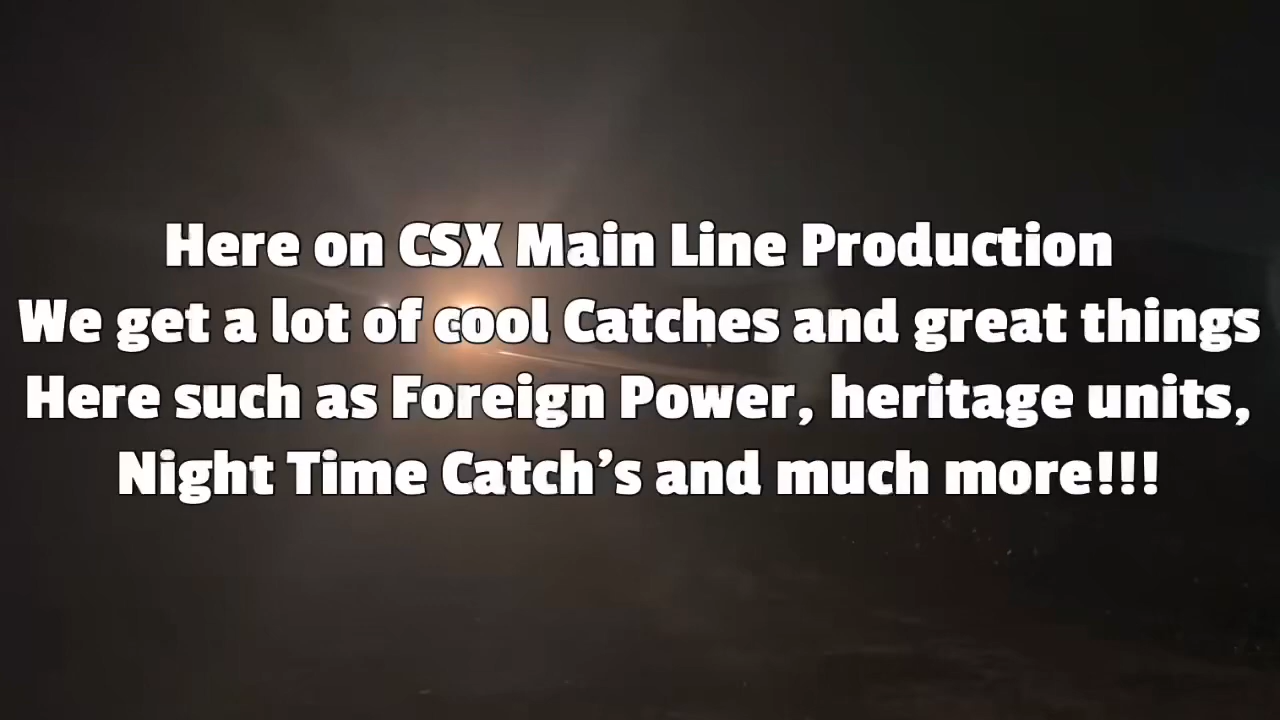 Here on CSX Main Line Production
We get a lot of cool Catches and great things
Here such as Foreign Power, heritage units,
Night Time Catch’s and much more!!!